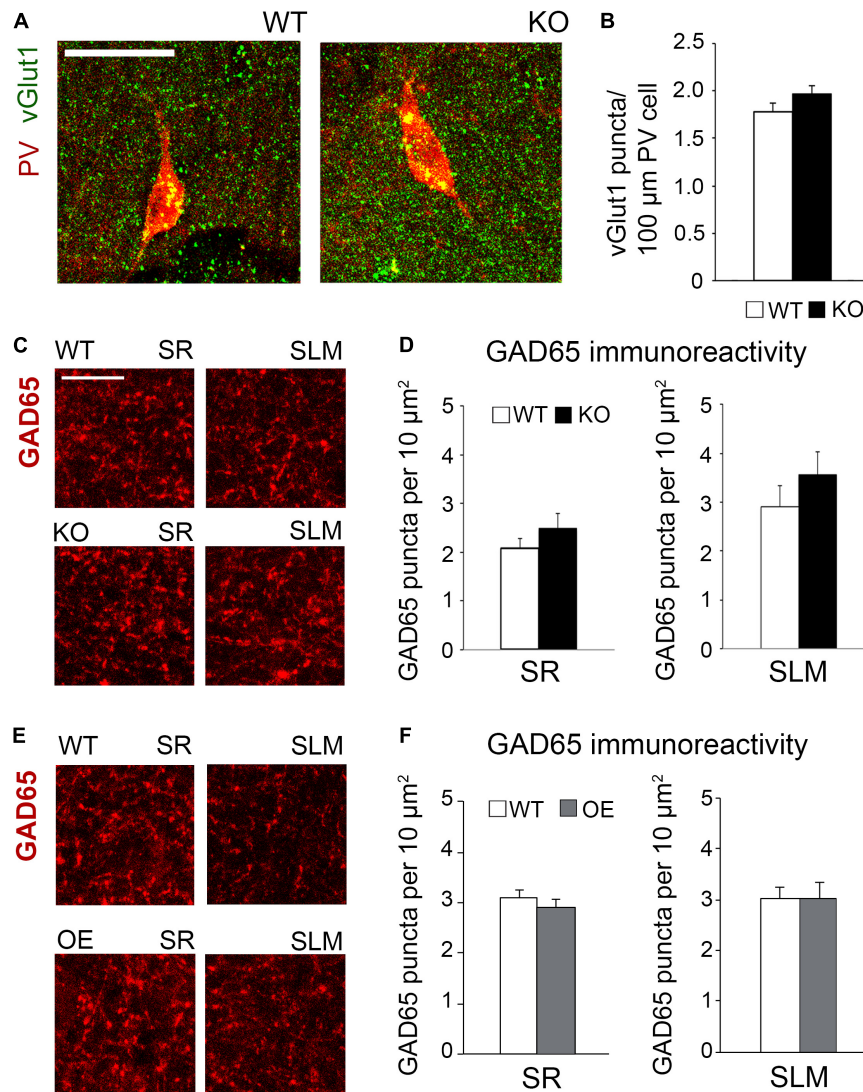 A
WT
KO
PV vGlut1
B
vGlut1 puncta/
100 µm PV cell
2.5
2.0
1.5
1.0
0.5
0
WT KO
C
WT SR SLM
GAD65
KO SR SLM
D
GAD65 immunoreactivity
GAD65 puncta per 10 µm²
5
4
3
2
1
0
WT KO
SR
GAD65 puncta per 10 µm²
5
4
3
2
1
0
SLM
E
WT SR SLM
GAD65
OE SR SLM
F
GAD65 immunoreactivity
GAD65 puncta per 10 µm²
5
4
3
2
1
0
WT OE
SR
GAD65 puncta per 10 µm²
5
4
3
2
1
0
SLM